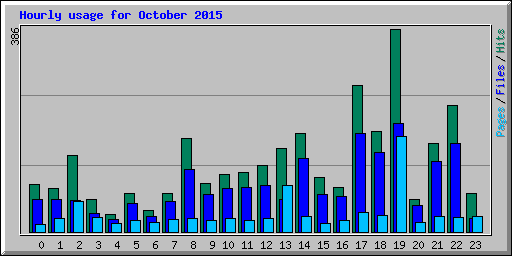 Hourly usage for October 2015
386
Pages / Files / Hits
0 1 2 3 4 5 6 7 8 9 10 11 12 13 14 15 16 17 18 19 20 21 22 23